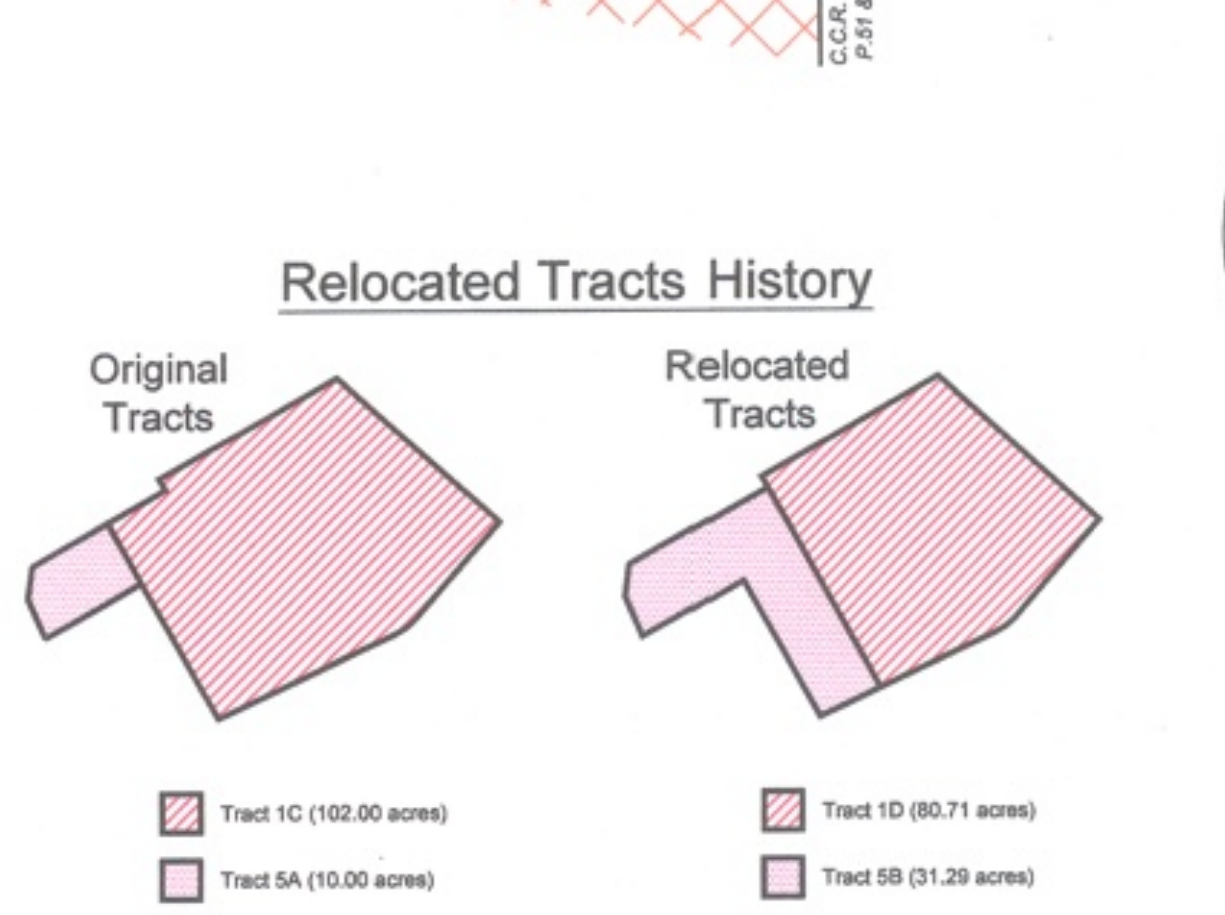 C.C.R.
P.51 &
Relocated Tracts History
Original
Tracts
Relocated
Tracts
Tract 1C (102.00 acres)
Tract 5A (10.00 acres)
Tract 1D (80.71 acres)
Tract 5B (31.29 acres)